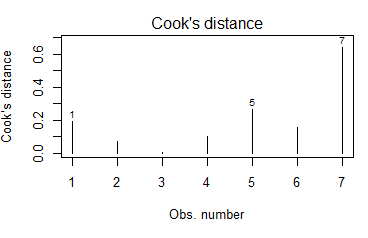 Cook's distance
Cook's distance
0.0 0.2 0.4 0.6
1
5
7
1 2 3 4 5 6 7
Obs. number